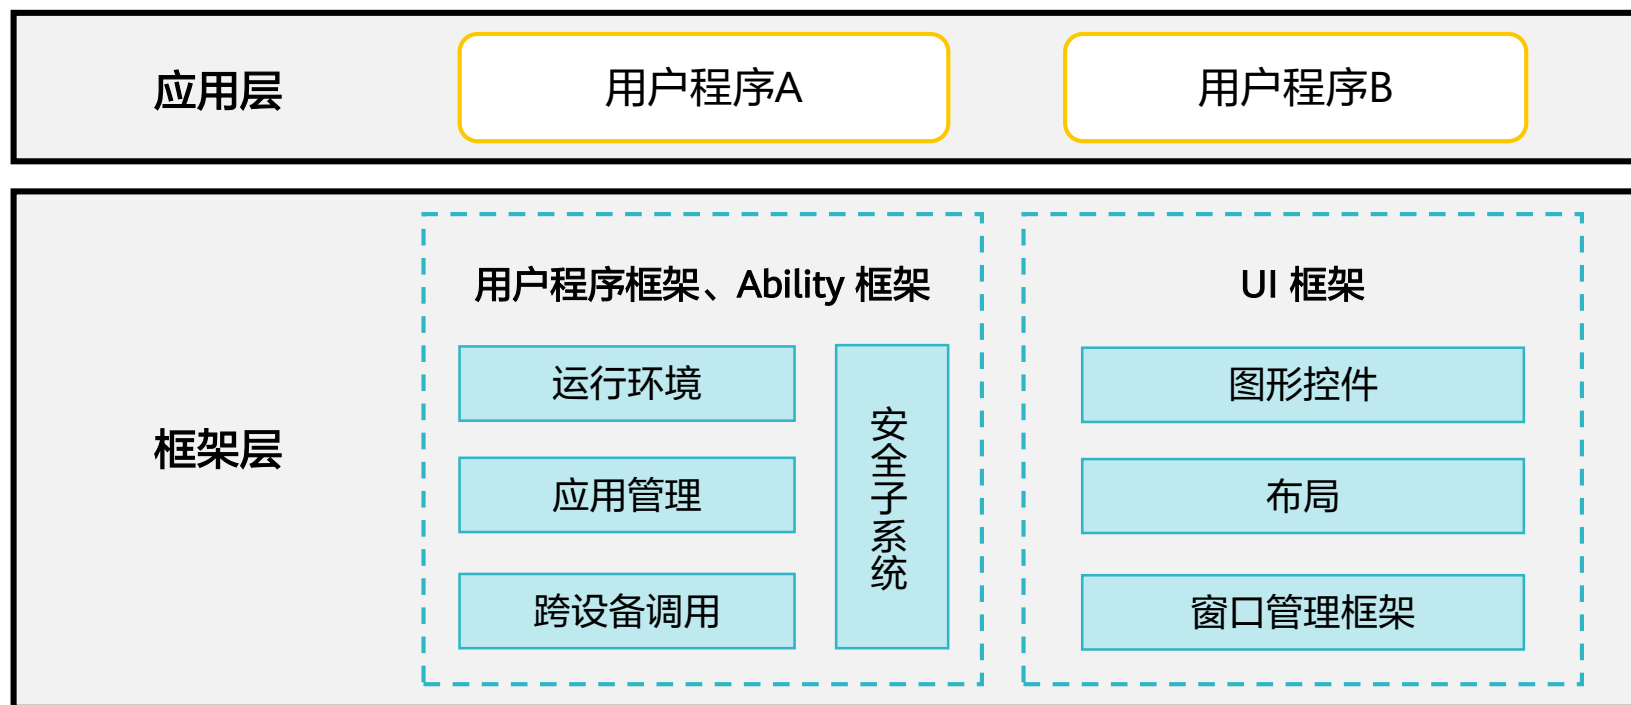 应用层
用户程序A
用户程序B
框架层
用户程序框架、Ability 框架
运行环境
应用管理
跨设备调用
安全子系统
UI 框架
图形控件
布局
窗口管理框架